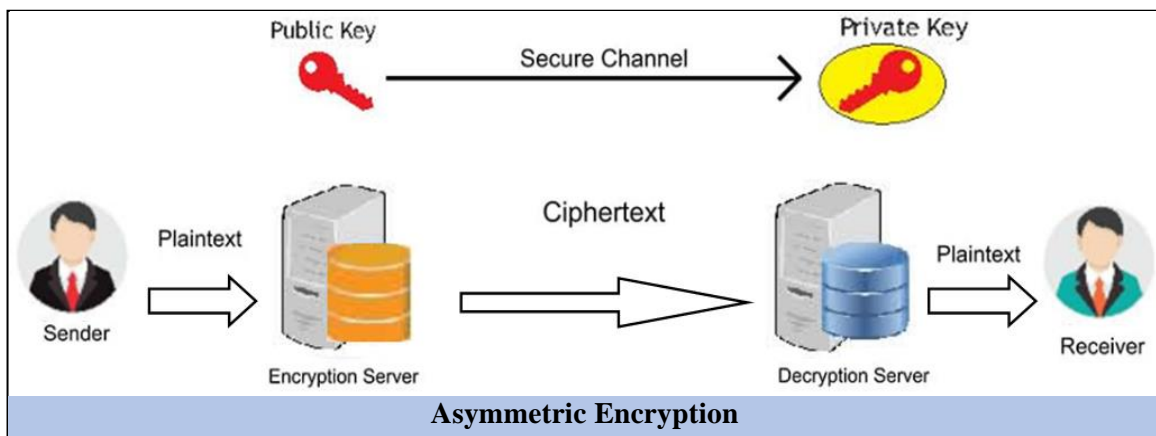 Public Key
Private Key
Secure Channel
Ciphertext
Plaintext
Plaintext
Sender
Receiver
Encryption Server
Decryption Server
Asymmetric Encryption